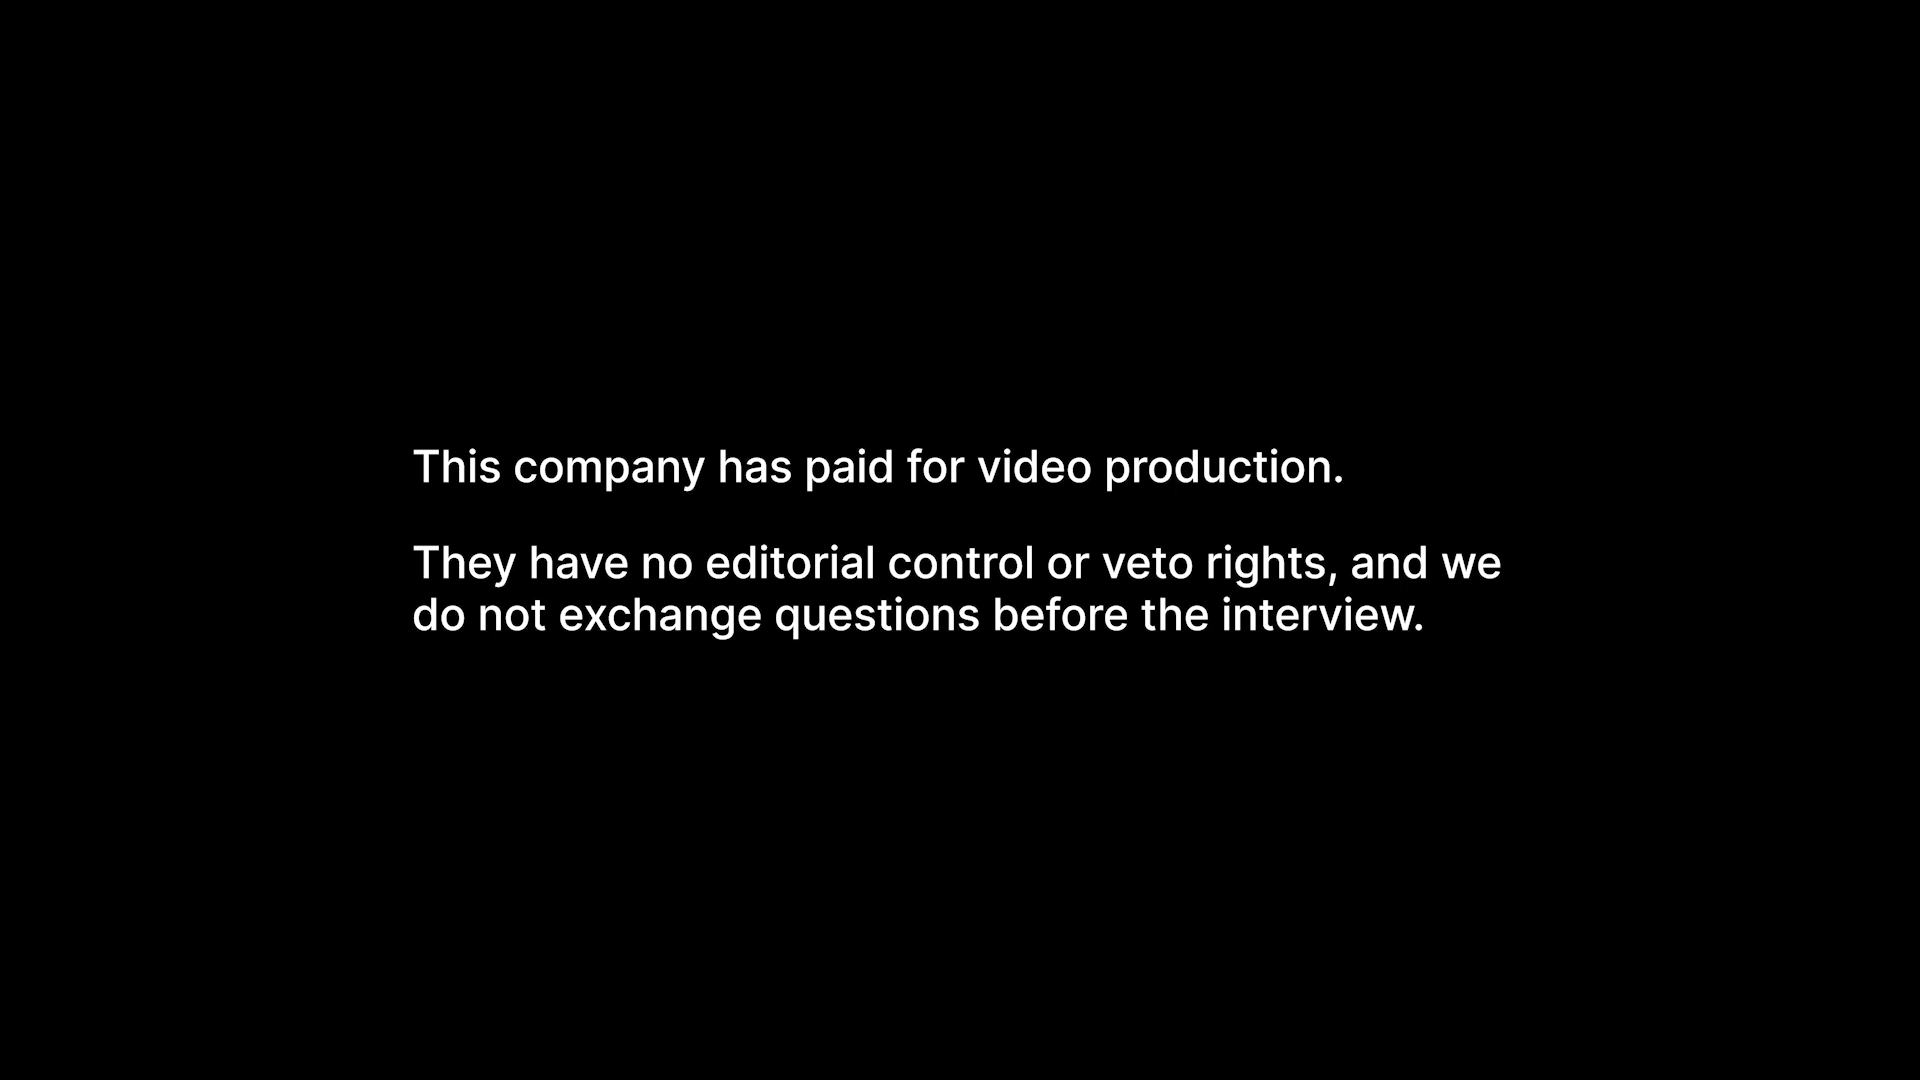 This company has paid for video production.
They have no editorial control or veto rights, and we
do not exchange questions before the interview.